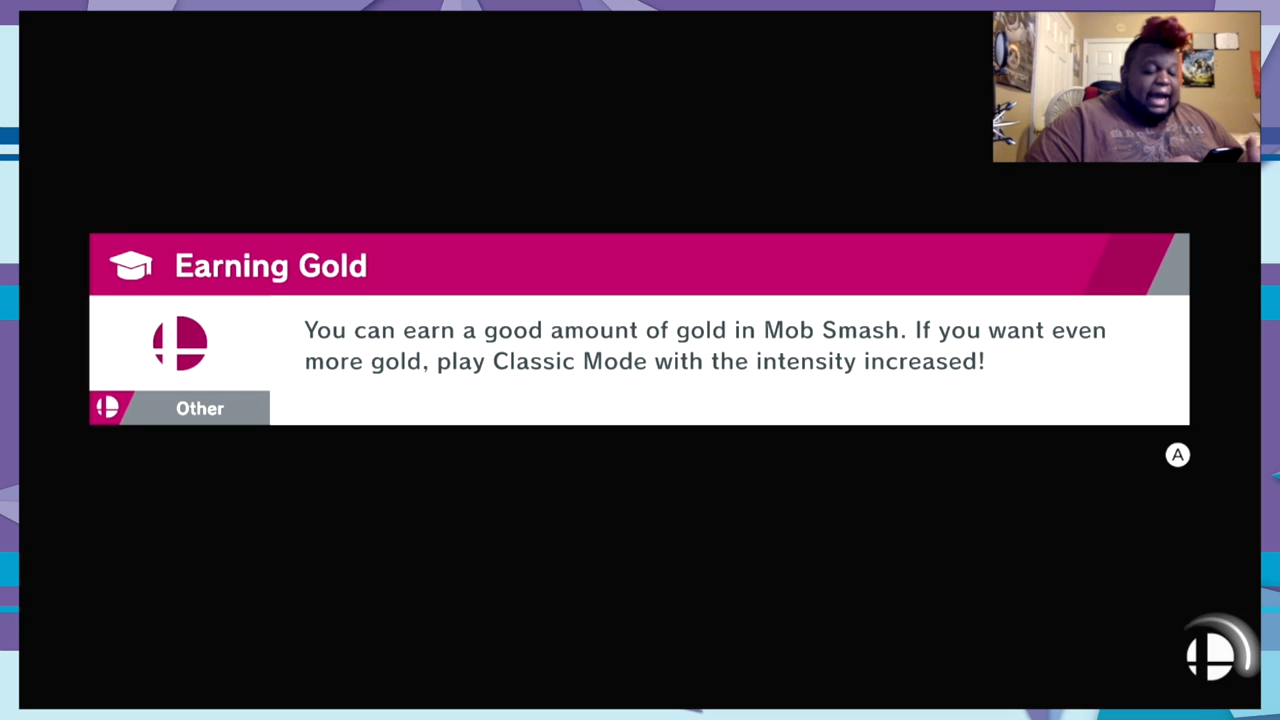 Earning Gold
You can earn a good amount of gold in Mob Smash. If you want even
more gold, play Classic Mode with the intensity increased!
Other
A